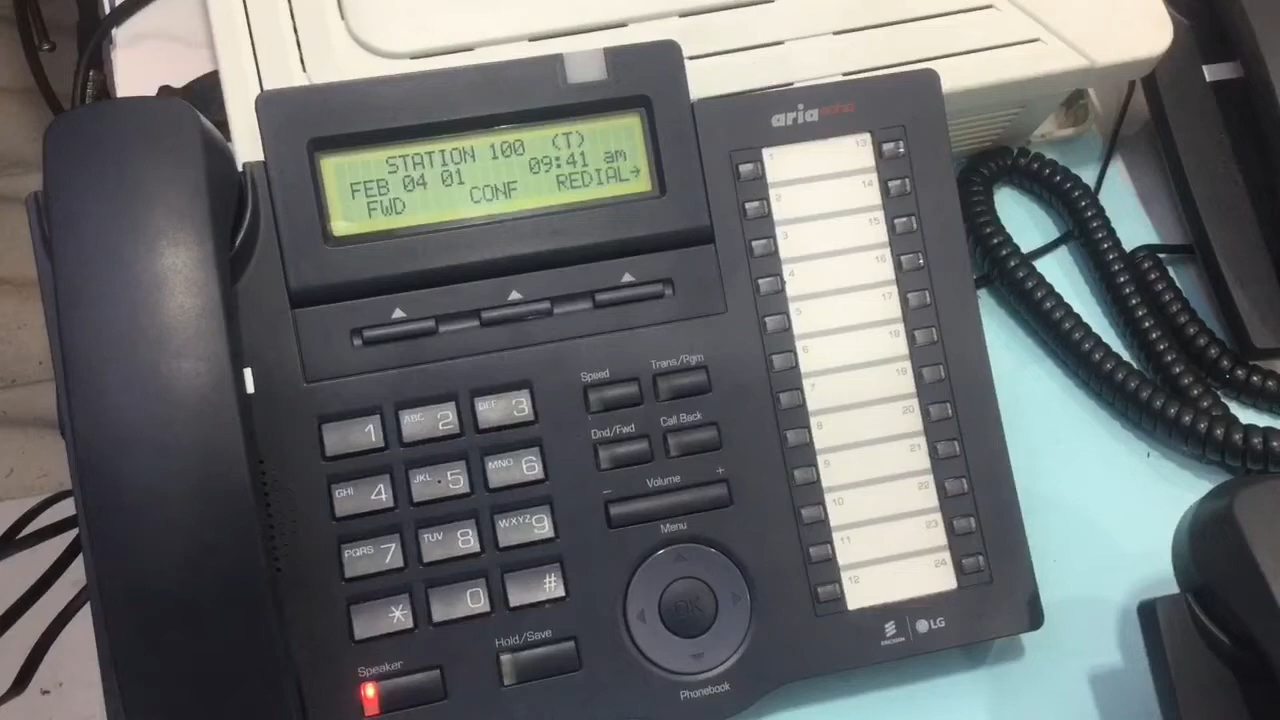 STATION 100 (T)
FEB 04 01 09:41 am
FWD CONF REDIAL→
aria soho
1 13
2 14
3 15
4 16
5 17
6 18
7 19
8 20
9 21
10 22
11 23
12 24
Speed Trans/Pgm
Dnd/Fwd Call Back
- Volume +
Menu
OK
Phonebook
1 ABC 2 DEF 3
GHI 4 JKL 5 MNO 6
PQRS 7 TUV 8 WXYZ 9
* 0 #
Hold/Save
Speaker
ERICSSON LG